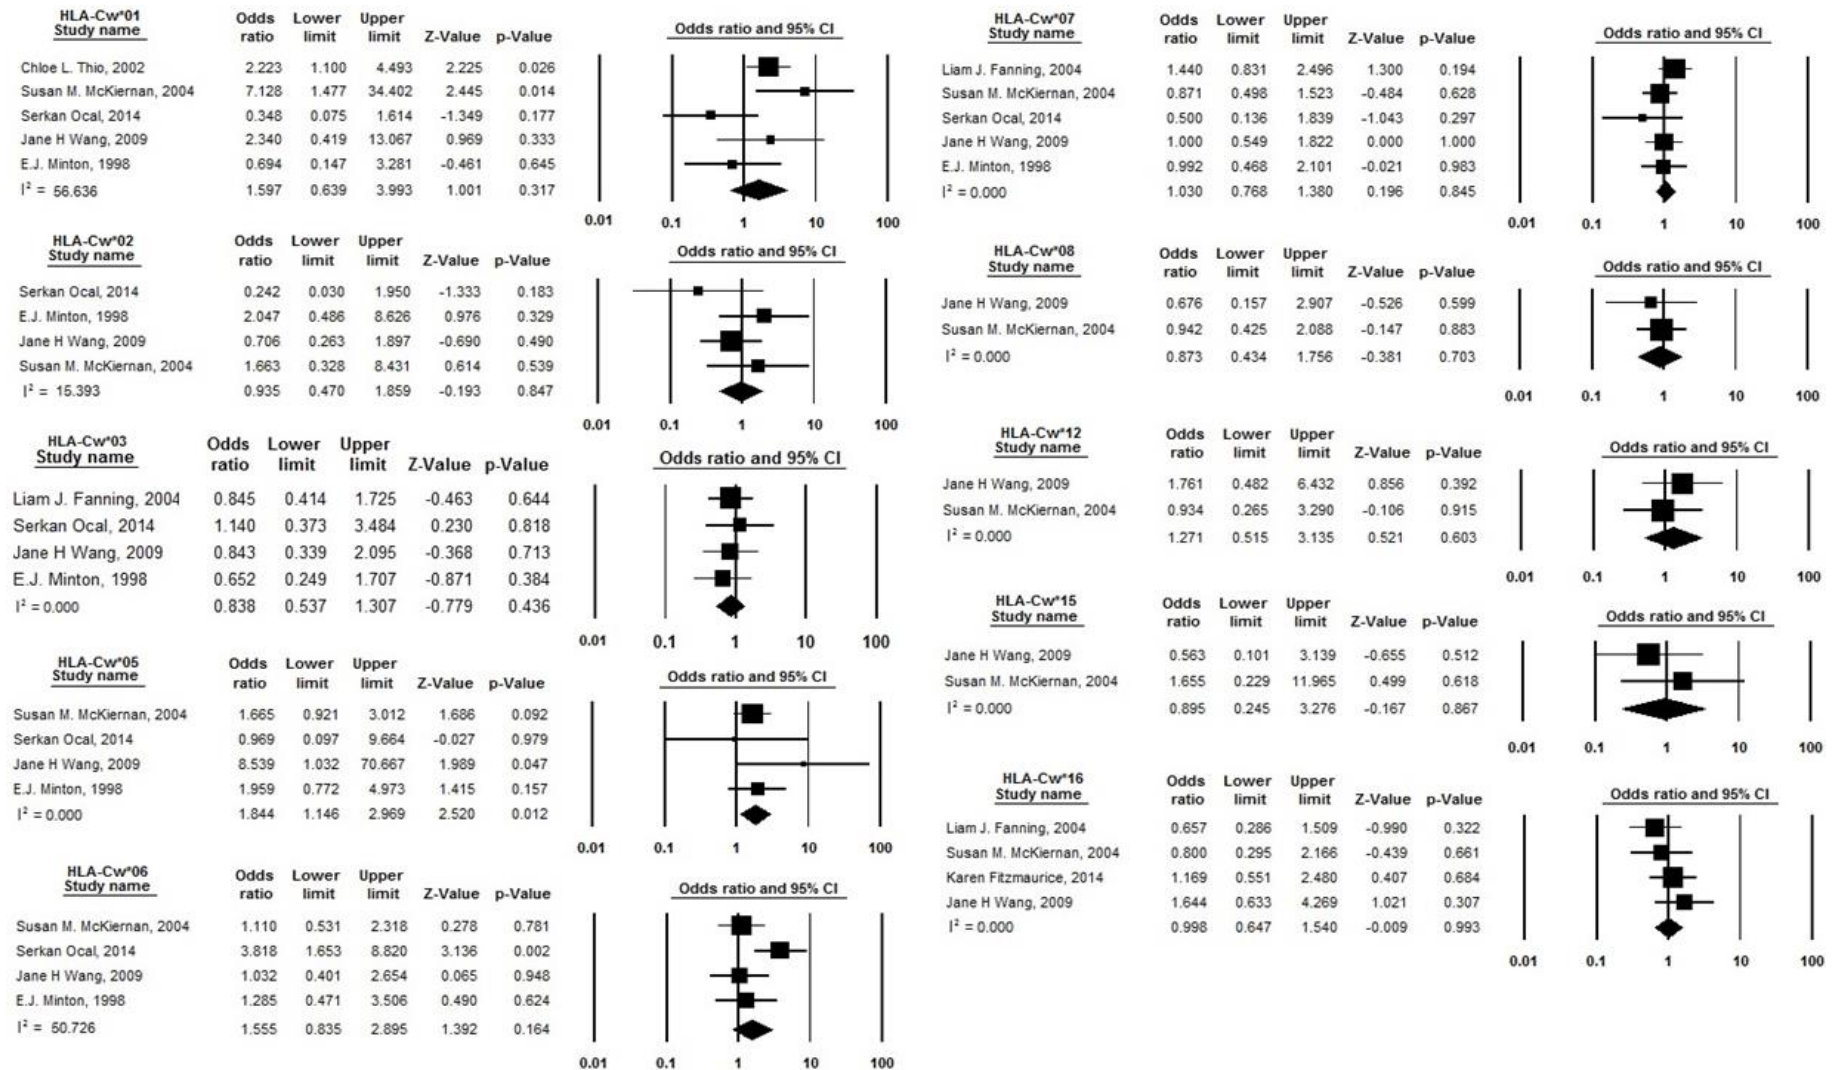 HLA-Cw*01
Study name Odds ratio Lower limit Upper limit Z-Value p-Value Odds ratio and 95% CI
Chloe L. Thio, 2002 2.223 1.100 4.493 2.225 0.026
Susan M. McKiernan, 2004 7.128 1.477 34.402 2.445 0.014
Serkan Ocal, 2014 0.348 0.075 1.614 -1.349 0.177
Jane H Wang, 2009 2.340 0.419 13.067 0.969 0.333
E.J. Minton, 1998 0.694 0.147 3.281 -0.461 0.645
I² = 56.636 1.597 0.639 3.993 1.001 0.317
0.01 0.1 1 10 100
HLA-Cw*02
Study name Odds ratio Lower limit Upper limit Z-Value p-Value Odds ratio and 95% CI
Serkan Ocal, 2014 0.242 0.030 1.950 -1.333 0.183
E.J. Minton, 1998 2.047 0.486 8.626 0.976 0.329
Jane H Wang, 2009 0.706 0.263 1.897 -0.690 0.490
Susan M. McKiernan, 2004 1.663 0.328 8.431 0.614 0.539
I² = 15.393 0.935 0.470 1.859 -0.193 0.847
0.01 0.1 1 10 100
HLA-Cw*03
Study name Odds ratio Lower limit Upper limit Z-Value p-Value Odds ratio and 95% CI
Liam J. Fanning, 2004 0.845 0.414 1.725 -0.463 0.644
Serkan Ocal, 2014 1.140 0.373 3.484 0.230 0.818
Jane H Wang, 2009 0.843 0.339 2.095 -0.368 0.713
E.J. Minton, 1998 0.652 0.249 1.707 -0.871 0.384
I² = 0.000 0.838 0.537 1.307 -0.779 0.436
0.01 0.1 1 10 100
HLA-Cw*05
Study name Odds ratio Lower limit Upper limit Z-Value p-Value Odds ratio and 95% CI
Susan M. McKiernan, 2004 1.665 0.921 3.012 1.686 0.092
Serkan Ocal, 2014 0.969 0.097 9.664 -0.027 0.979
Jane H Wang, 2009 8.539 1.032 70.667 1.989 0.047
E.J. Minton, 1998 1.959 0.772 4.973 1.415 0.157
I² = 0.000 1.844 1.146 2.969 2.520 0.012
0.01 0.1 1 10 100
HLA-Cw*06
Study name Odds ratio Lower limit Upper limit Z-Value p-Value Odds ratio and 95% CI
Susan M. McKiernan, 2004 1.110 0.531 2.318 0.278 0.781
Serkan Ocal, 2014 3.818 1.653 8.820 3.136 0.002
Jane H Wang, 2009 1.032 0.401 2.654 0.065 0.948
E.J. Minton, 1998 1.285 0.471 3.506 0.490 0.624
I² = 50.726 1.555 0.835 2.895 1.392 0.164
0.01 0.1 1 10 100
HLA-Cw*07
Study name Odds ratio Lower limit Upper limit Z-Value p-Value Odds ratio and 95% CI
Liam J. Fanning, 2004 1.440 0.831 2.496 1.300 0.194
Susan M. McKiernan, 2004 0.871 0.498 1.523 -0.484 0.628
Serkan Ocal, 2014 0.500 0.136 1.839 -1.043 0.297
Jane H Wang, 2009 1.000 0.549 1.822 0.000 1.000
E.J. Minton, 1998 0.992 0.468 2.101 -0.021 0.983
I² = 0.000 1.030 0.768 1.380 0.196 0.845
0.01 0.1 1 10 100
HLA-Cw*08
Study name Odds ratio Lower limit Upper limit Z-Value p-Value Odds ratio and 95% CI
Jane H Wang, 2009 0.676 0.157 2.907 -0.526 0.599
Susan M. McKiernan, 2004 0.942 0.425 2.088 -0.147 0.883
I² = 0.000 0.873 0.434 1.756 -0.381 0.703
0.01 0.1 1 10 100
HLA-Cw*12
Study name Odds ratio Lower limit Upper limit Z-Value p-Value Odds ratio and 95% CI
Jane H Wang, 2009 1.761 0.482 6.432 0.856 0.392
Susan M. McKiernan, 2004 0.934 0.265 3.290 -0.106 0.915
I² = 0.000 1.271 0.515 3.135 0.521 0.603
0.01 0.1 1 10 100
HLA-Cw*15
Study name Odds ratio Lower limit Upper limit Z-Value p-Value Odds ratio and 95% CI
Jane H Wang, 2009 0.563 0.101 3.139 -0.655 0.512
Susan M. McKiernan, 2004 1.655 0.229 11.965 0.499 0.618
I² = 0.000 0.895 0.245 3.276 -0.167 0.867
0.01 0.1 1 10 100
HLA-Cw*16
Study name Odds ratio Lower limit Upper limit Z-Value p-Value Odds ratio and 95% CI
Liam J. Fanning, 2004 0.657 0.286 1.509 -0.990 0.322
Susan M. McKiernan, 2004 0.800 0.295 2.166 -0.439 0.661
Karen Fitzmaurice, 2014 1.169 0.551 2.480 0.407 0.684
Jane H Wang, 2009 1.644 0.633 4.269 1.021 0.307
I² = 0.000 0.998 0.647 1.540 -0.009 0.993
0.01 0.1 1 10 100